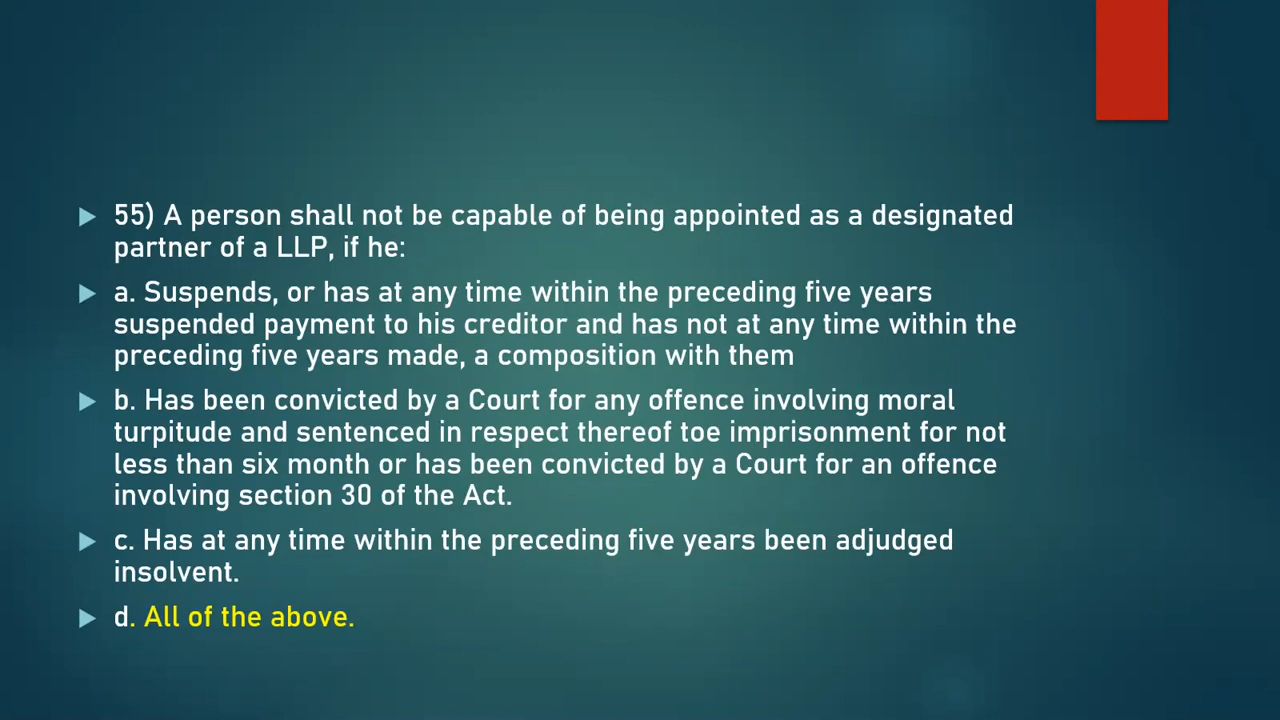 55) A person shall not be capable of being appointed as a designated
partner of a LLP, if he:
a. Suspends, or has at any time within the preceding five years
suspended payment to his creditor and has not at any time within the
preceding five years made, a composition with them
b. Has been convicted by a Court for any offence involving moral
turpitude and sentenced in respect thereof toe imprisonment for not
less than six month or has been convicted by a Court for an offence
involving section 30 of the Act.
c. Has at any time within the preceding five years been adjudged
insolvent.
d. All of the above.